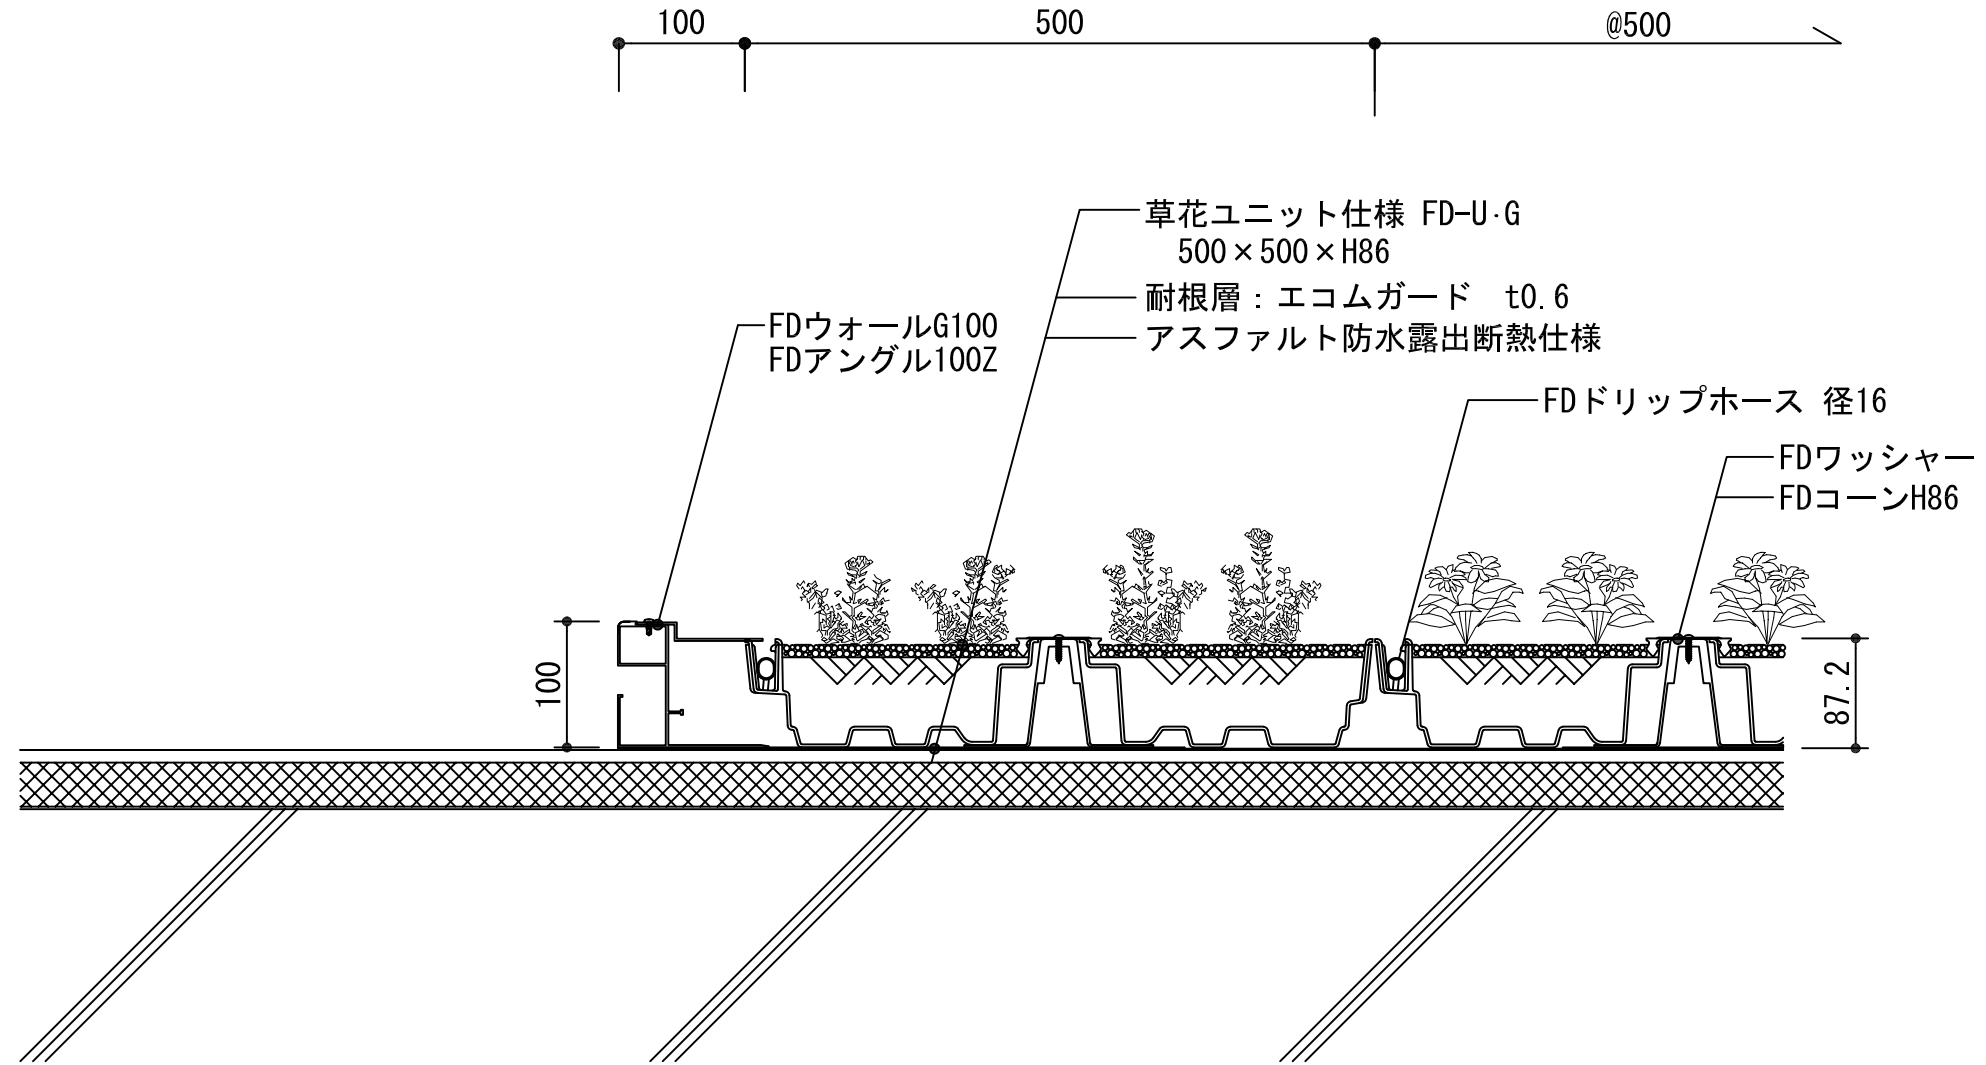 100
500
@500
草花ユニット仕様 FD-U·G
500×500×H86
耐根層：エコムガード t0.6
アスファルト防水露出断熱仕様
FDウォールG100
FDアングル100Z
FDドリップホース 径16
FDワッシャー
FDコーンH86
100
87.2